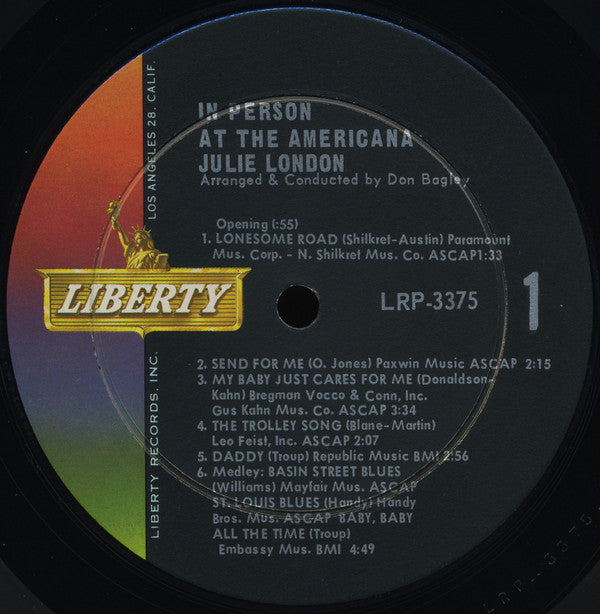 IN PERSON
AT THE AMERICANA
JULIE LONDON
Arranged & Conducted by Don Bagley
Opening (:55)
1. LONESOME ROAD (Shilkret-Austin) Paramount
Mus. Corp. - N. Shilkret Mus. Co. ASCAP1:33
LIBERTY
LRP-3375
1
2. SEND FOR ME (O. Jones) Paxwin Music ASCAP 2:15
3. MY BABY JUST CARES FOR ME (Donaldson-
Kahn) Bregman Vocco & Conn, Inc.
Gus Kahn Mus. Co. ASCAP 3:34
4. THE TROLLEY SONG (Blane-Martin)
Leo Feist, Inc. ASCAP 2:07
5. DADDY (Troup) Republic Music BMI 2:56
6. Medley: BASIN STREET BLUES
(Williams) Mayfair Mus. ASCAP
ST. LOUIS BLUES (Handy) Handy
Bros. Mus. ASCAP BABY, BABY
ALL THE TIME (Troup)
Embassy Mus. BMI 4:49
LIBERTY RECORDS, INC.
LOS ANGELES 28, CALIF.
RP-3375